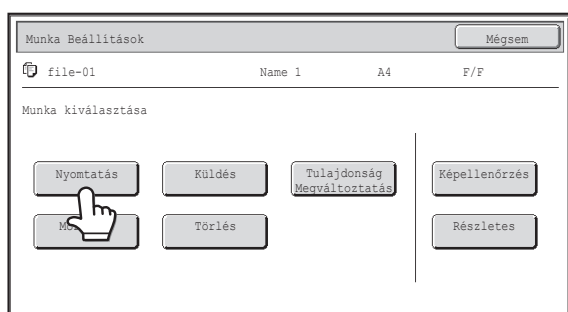 Munka Beállítások Mégsem
file-01 Name 1 A4 F/F
Munka kiválasztása
Nyomtatás Küldés Tulajdonság Megváltoztatás Képellenőrzés
Törlés Részletes